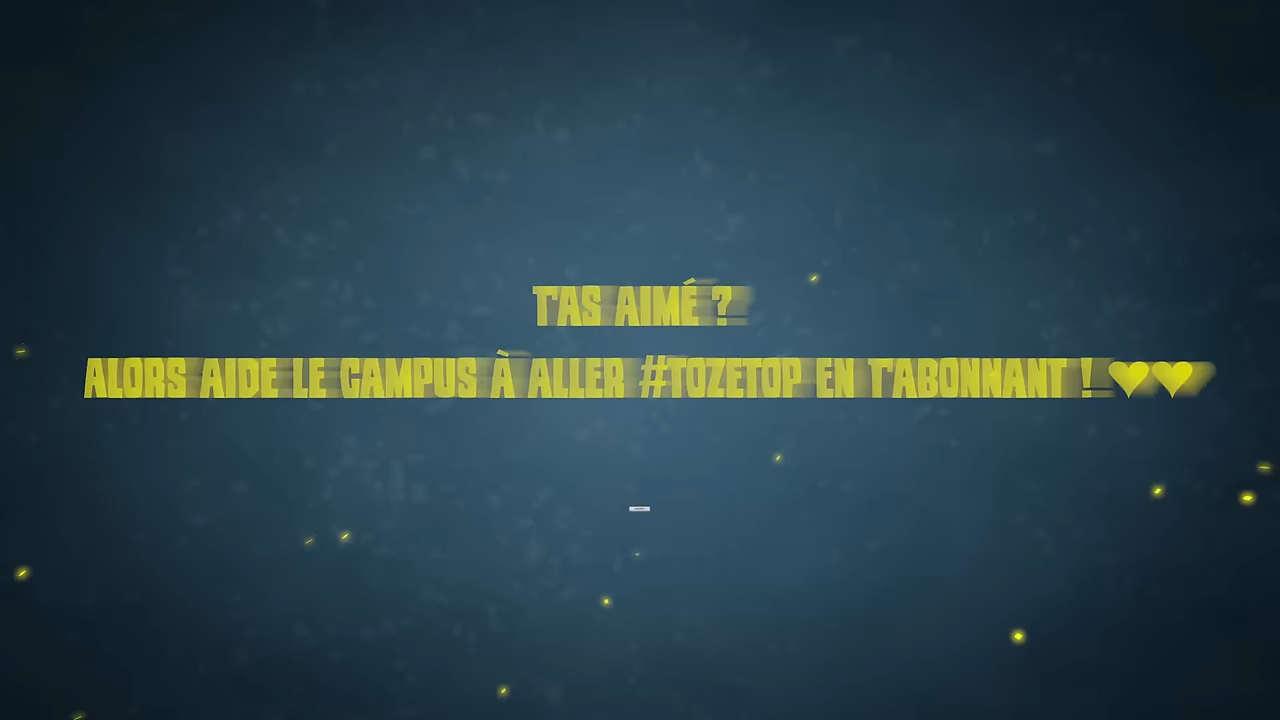 T'AS AIMÉ ?
ALORS AIDE LE CAMPUS À ALLER #TOZETOP EN T'ABONNANT ! ♥♥